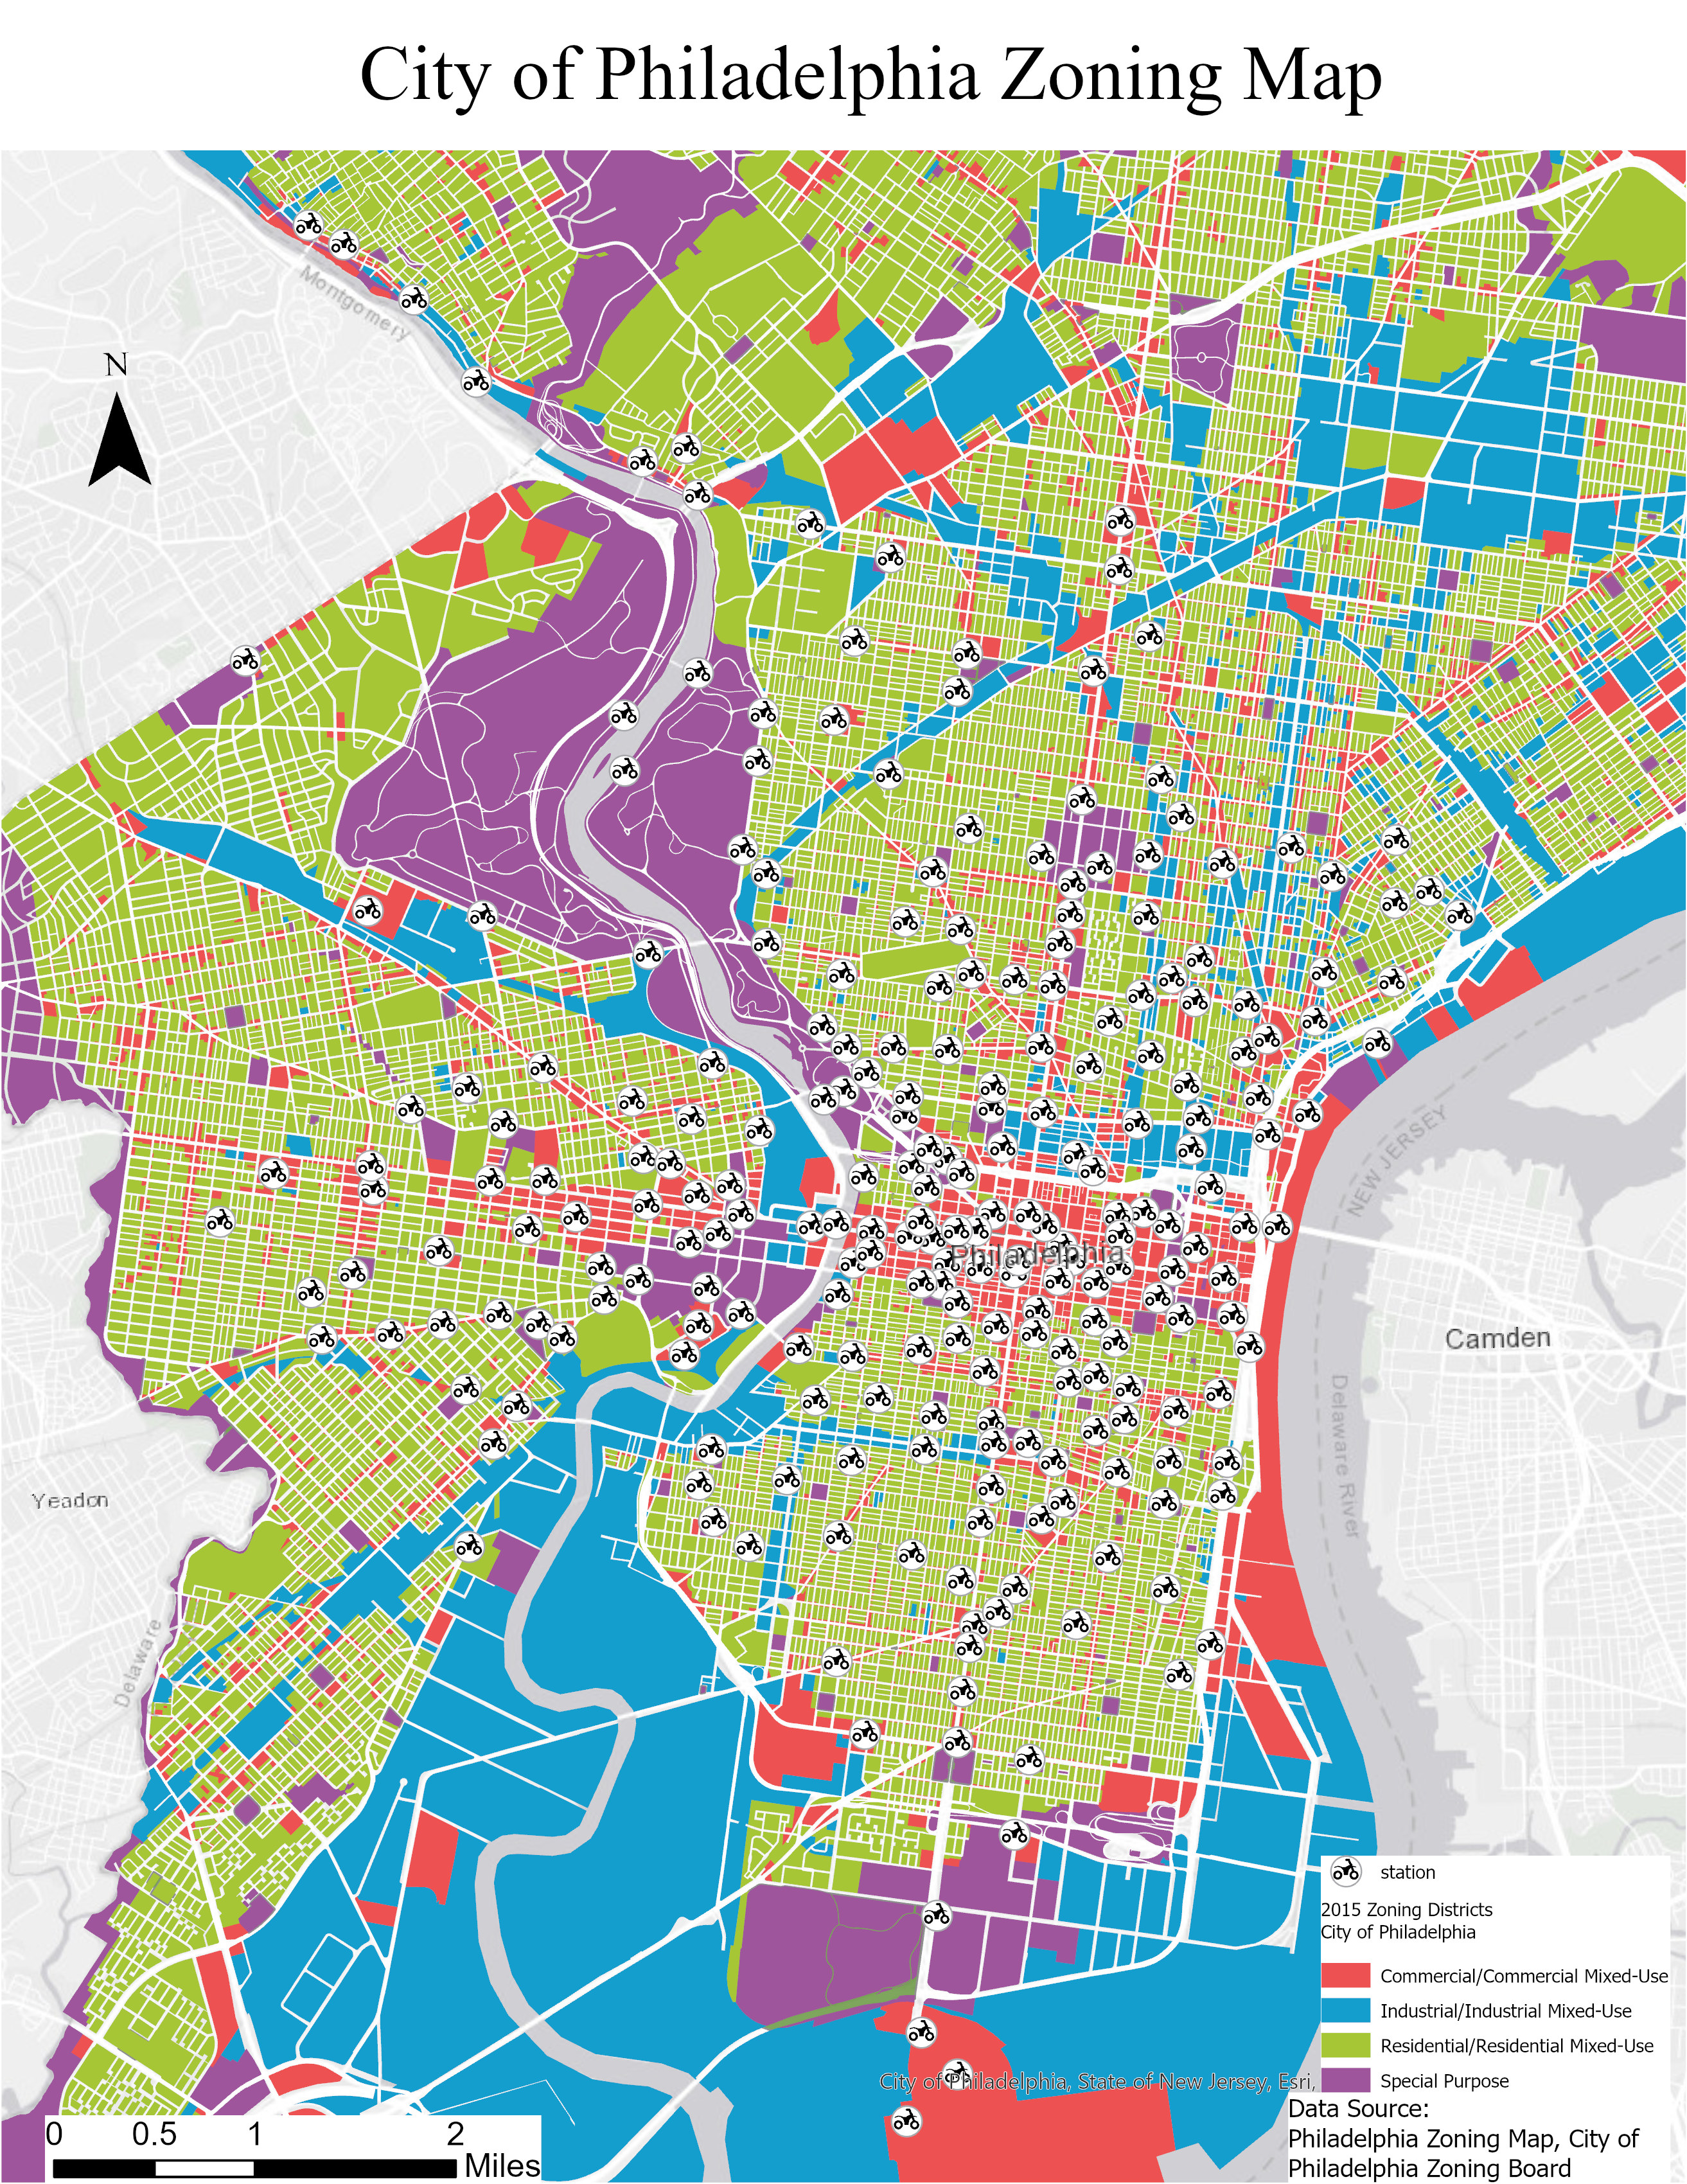 City of Philadelphia Zoning Map
Montgomery
N
NEW JERSEY
Philadelphia
Camden
Delaware River
Yeadon
Delaware
station
2015 Zoning Districts
City of Philadelphia
Commercial/Commercial Mixed-Use
Industrial/Industrial Mixed-Use
Residential/Residential Mixed-Use
Special Purpose
City of Philadelphia, State of New Jersey, Esri,
Data Source:
Philadelphia Zoning Map, City of
Philadelphia Zoning Board
0 0.5 1 2
Miles